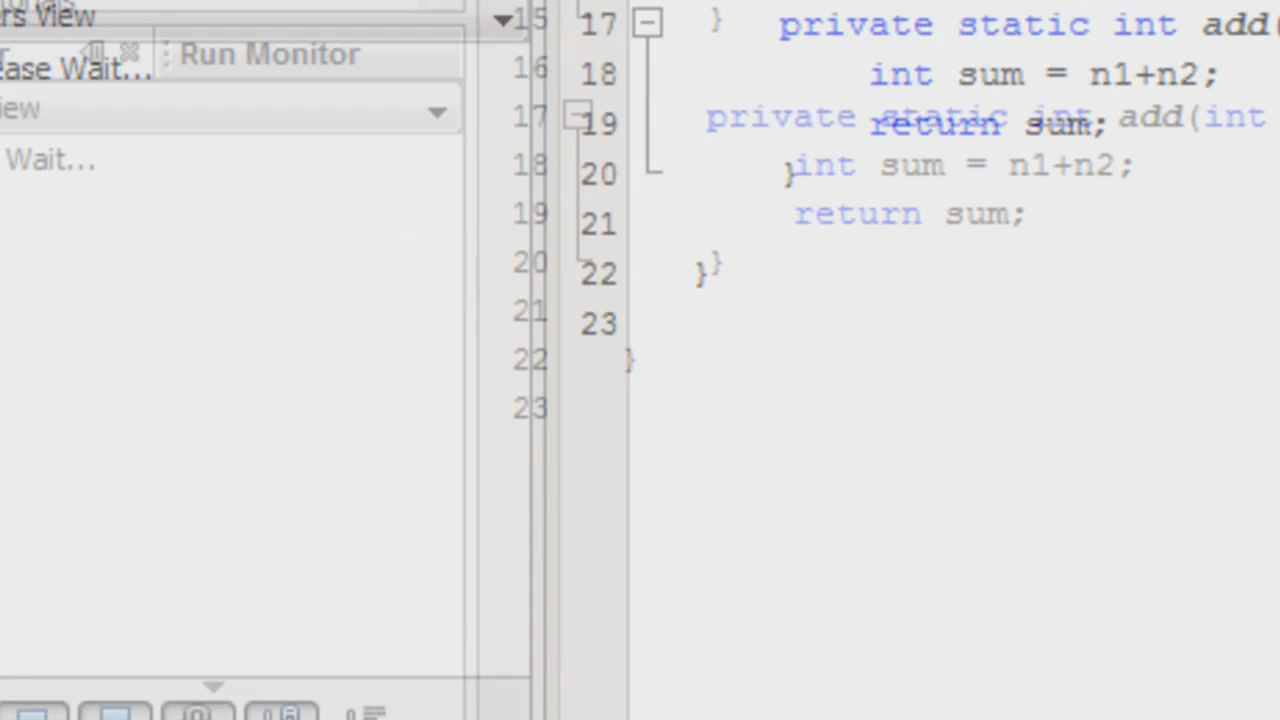 ers View
Run Monitor
ease Wait...
iew
Wait...
15 }
16
17 private static int add(int
18 int sum = n1+n2;
19 return sum;
20 }
21
22 }
23
17 private static int add(
18 int sum = n1+n2;
19 return sum;
20 }
21
22 }
23